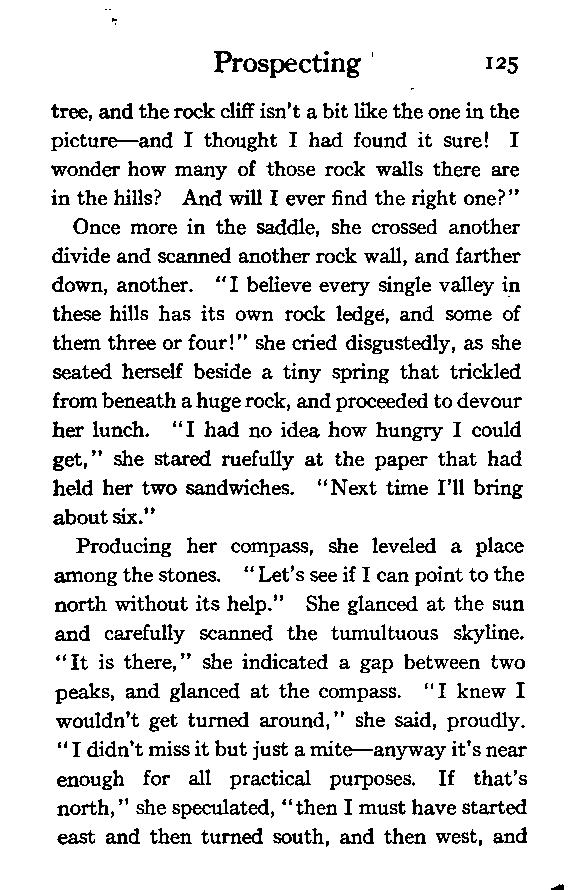 Prospecting 125
tree, and the rock cliff isn't a bit like the one in the
picture—and I thought I had found it sure! I
wonder how many of those rock walls there are
in the hills? And will I ever find the right one?"
Once more in the saddle, she crossed another
divide and scanned another rock wall, and farther
down, another. "I believe every single valley in
these hills has its own rock ledge, and some of
them three or four!" she cried disgustedly, as she
seated herself beside a tiny spring that trickled
from beneath a huge rock, and proceeded to devour
her lunch. "I had no idea how hungry I could
get," she stared ruefully at the paper that had
held her two sandwiches. "Next time I'll bring
about six."
Producing her compass, she leveled a place
among the stones. "Let's see if I can point to the
north without its help." She glanced at the sun
and carefully scanned the tumultuous skyline.
"It is there," she indicated a gap between two
peaks, and glanced at the compass. "I knew I
wouldn't get turned around," she said, proudly.
"I didn't miss it but just a mite—anyway it's near
enough for all practical purposes. If that's
north," she speculated, "then I must have started
east and then turned south, and then west, and